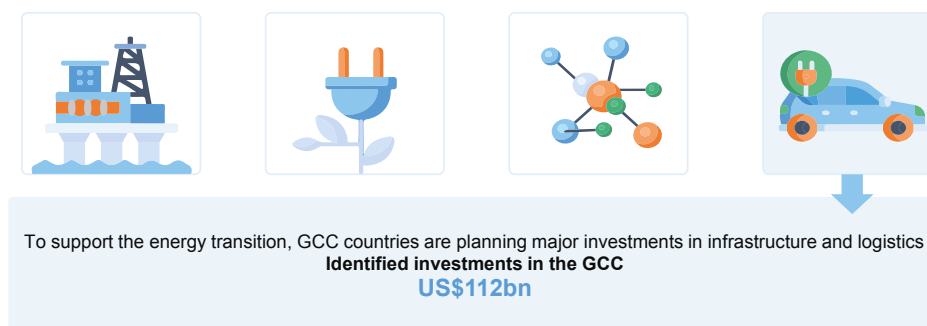 To support the energy transition, GCC countries are planning major investments in infrastructure and logistics
Identified investments in the GCC
US$112bn